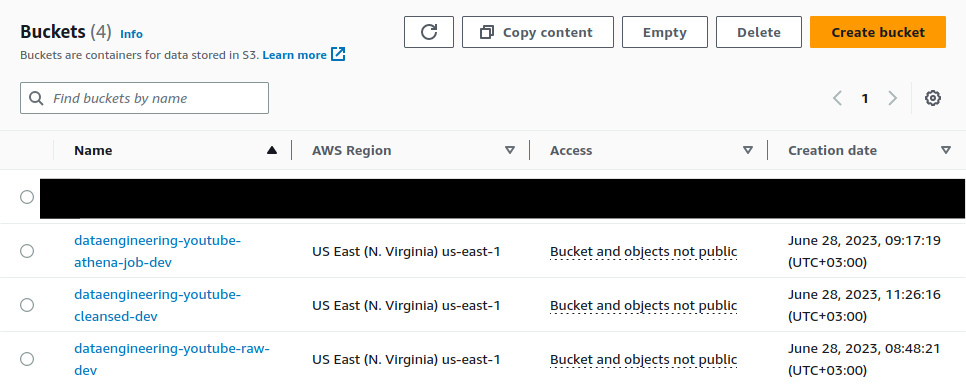 Buckets (4) Info
Buckets are containers for data stored in S3. Learn more
Copy content
Empty
Delete
Create bucket
Find buckets by name
1
Name AWS Region Access Creation date
dataengineering-youtube-
athena-job-dev
US East (N. Virginia) us-east-1
Bucket and objects not public
June 28, 2023, 09:17:19
(UTC+03:00)
dataengineering-youtube-
cleansed-dev
US East (N. Virginia) us-east-1
Bucket and objects not public
June 28, 2023, 11:26:16
(UTC+03:00)
dataengineering-youtube-raw-
dev
US East (N. Virginia) us-east-1
Bucket and objects not public
June 28, 2023, 08:48:21
(UTC+03:00)